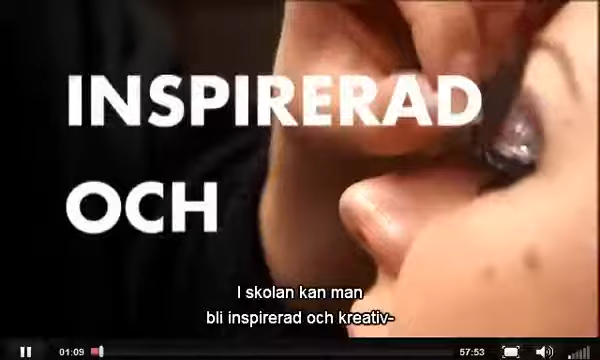 INSPIRERAD
OCH
I skolan kan man
bli inspirerad och kreativ-
01:09
57:53